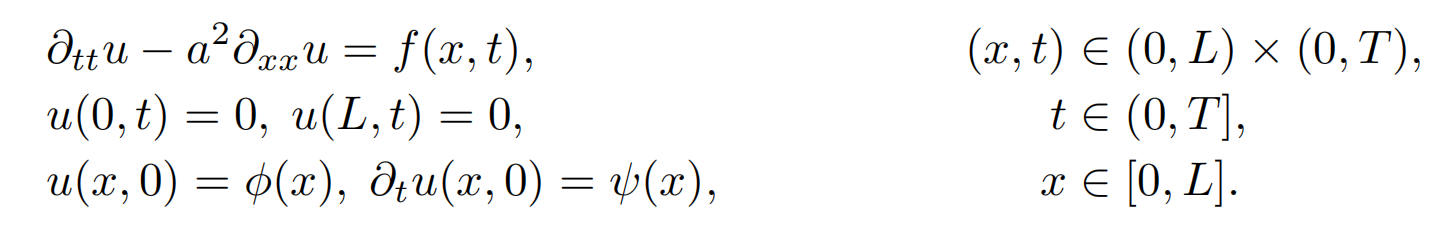 ∂ₜₜu − a²∂ₓₓu = f(x, t), (x, t) ∈ (0, L) × (0, T),
u(0, t) = 0, u(L, t) = 0, t ∈ (0, T],
u(x, 0) = ϕ(x), ∂ₜu(x, 0) = ψ(x), x ∈ [0, L].